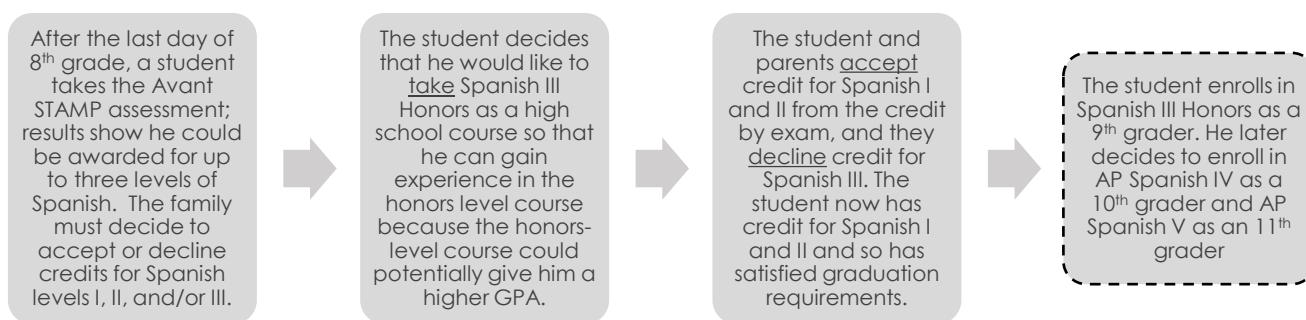 After the last day of
8th grade, a student
takes the Avant
STAMP assessment;
results show he could
be awarded for up
to three levels of
Spanish.  The family
must decide to
accept or decline
credits for Spanish
levels I, II, and/or III.
The student decides
that he would like to
take Spanish III
Honors as a high
school course so that
he can gain
experience in the
honors level course
because the honors-
level course could
potentially give him a
higher GPA.
The student and
parents accept
credit for Spanish I
and II from the credit
by exam, and they
decline credit for
Spanish III. The
student now has
credit for Spanish I
and II and so has
satisfied graduation
requirements.
The student enrolls in
Spanish III Honors as a
9th grader. He later
decides to enroll in
AP Spanish IV as a
10th grader and AP
Spanish V as an 11th
grader